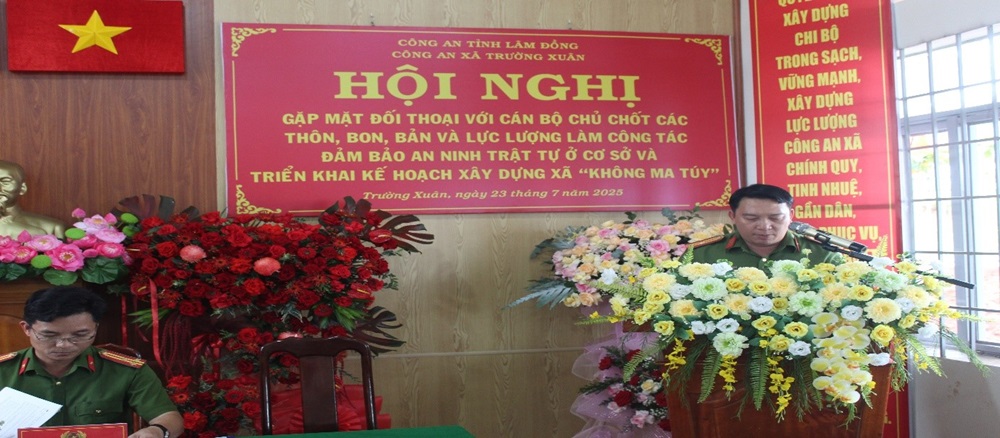 CÔNG AN TỈNH LÂM ĐỒNG
CÔNG AN XÃ TRƯỜNG XUÂN
HỘI NGHỊ
GẶP MẶT ĐỐI THOẠI VỚI CÁN BỘ CHỦ CHỐT CÁC
THÔN, BON, BẢN VÀ LỰC LƯỢNG LÀM CÔNG TÁC
ĐẢM BẢO AN NINH TRẬT TỰ Ở CƠ SỞ VÀ
TRIỂN KHAI KẾ HOẠCH XÂY DỰNG XÃ “KHÔNG MA TÚY”
Trường Xuân, ngày 23 tháng 7 năm 2025
XÂY DỰNG
CHI BỘ
TRONG SẠCH,
VỮNG MẠNH,
XÂY DỰNG
LỰC LƯỢNG
CÔNG AN XÃ
CHÍNH QUY,
TINH NHUỆ,
GẦN DÂN,
VỤ